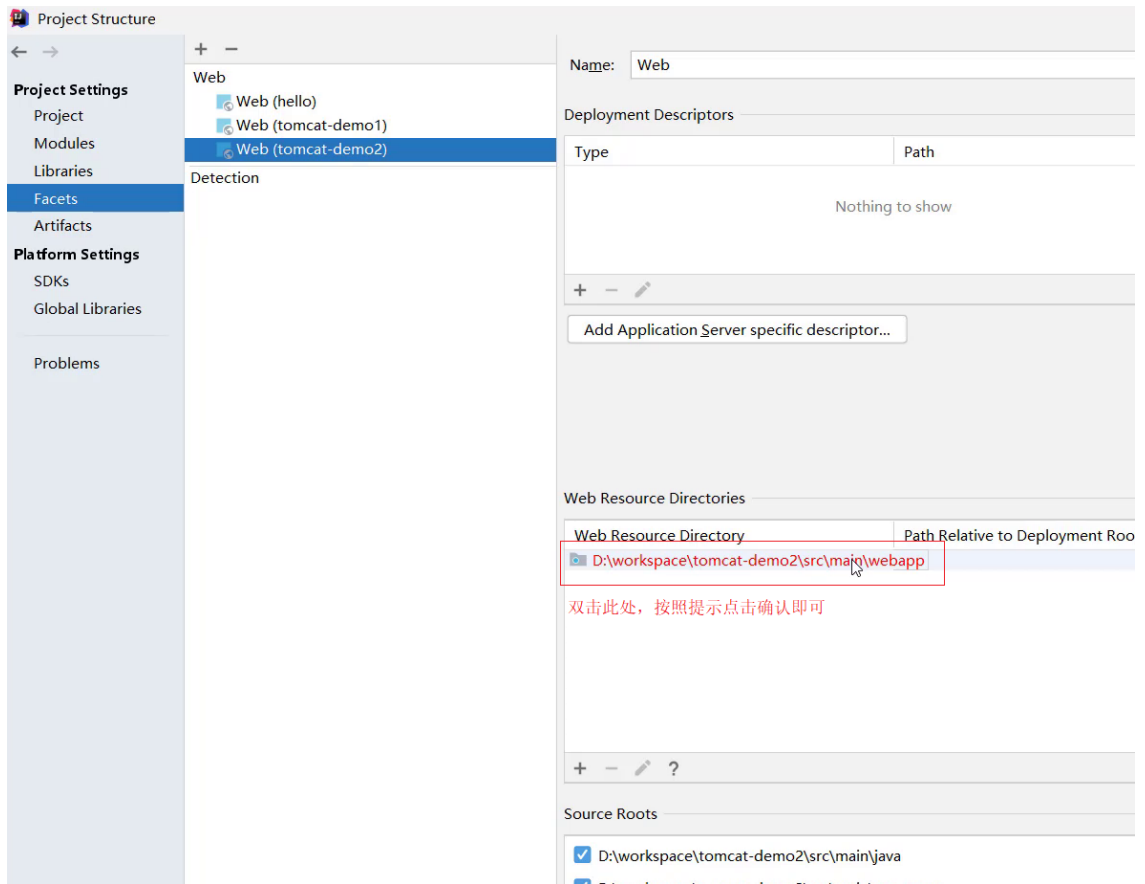 Project Structure
Project Settings
Project
Modules
Libraries
Facets
Artifacts
Platform Settings
SDKs
Global Libraries
Problems
Web
Web (hello)
Web (tomcat-demo1)
Web (tomcat-demo2)
Detection
Name: Web
Deployment Descriptors
Type Path
Nothing to show
Add Application Server specific descriptor...
Web Resource Directories
Web Resource Directory Path Relative to Deployment Roo
D:\workspace\tomcat-demo2\src\main\webapp
双击此处，按照提示点击确认即可
Source Roots
D:\workspace\tomcat-demo2\src\main\java